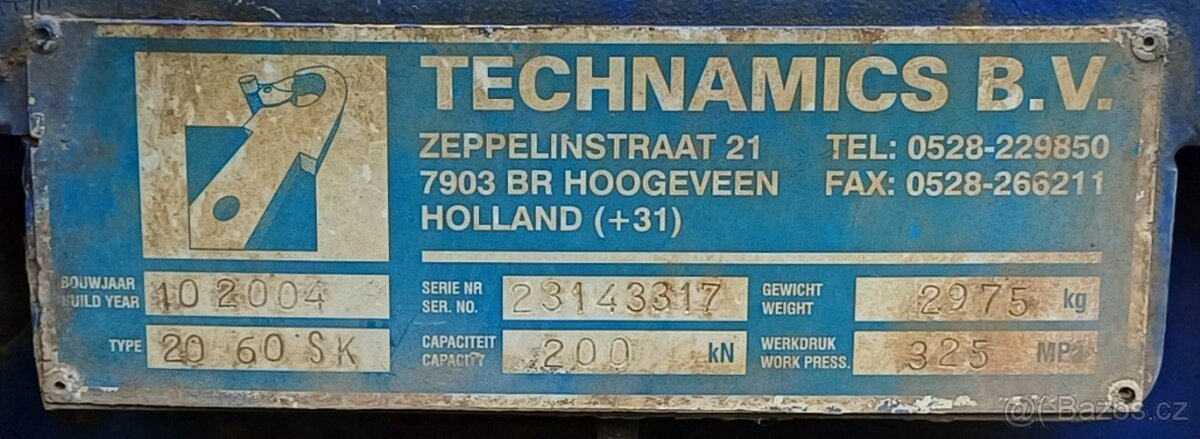 TECHNAMICS B.V.
ZEPPELINSTRAAT 21 TEL: 0528-229850
7903 BR HOOGEVEEN FAX: 0528-266211
HOLLAND (+31)
BOUWJAAR
BUILD YEAR 10 2004
SERIE NR
SER. NO. 23143317
GEWICHT
WEIGHT 2975 kg
TYPE 20 60 SK
CAPACITEIT
CAPACITY 200 kN
WERKDRUK
WORK PRESS. 325
@( Bazos.cz